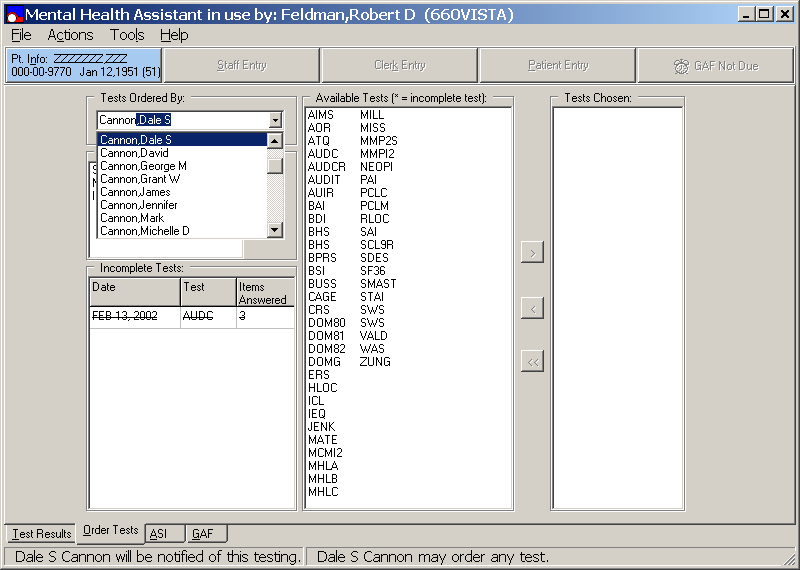 Mental Health Assistant in use by: Feldman,Robert D (660VISTA)
File Actions Tools Help
Pt. Info: ZZZZZZZZ,ZZZ
000-00-9770 Jan 12,1951 (51)
Staff Entry
Clerk Entry
Patient Entry
GAF Not Due
Tests Ordered By:
Cannon,Dale S
Cannon,Dale S
Cannon,David
Cannon,George M
Cannon,Grant W
Cannon,James
Cannon,Jennifer
Cannon,Mark
Cannon,Michelle D
Incomplete Tests:
Date Test Items Answered
FEB 13, 2002 AUDC 3
Available Tests (* = incomplete test):
AIMS MILL
AOR MISS
ATQ MMP2S
AUDC MMPI2
AUDCR NEOPI
AUDIT PAI
AUIR PCLC
BAI PCLM
BDI RLOC
BHS SAI
BHS SCL9R
BPRS SDES
BSI SF36
BUSS SMAST
CAGE STAI
CRS SWS
DOM80 SWS
DOM81 VALD
DOM82 WAS
DOMG ZUNG
ERS
HLOC
ICL
IEQ
JENK
MATE
MCMI2
MHLA
MHLB
MHLC
>
<
<<
Tests Chosen:
Test Results Order Tests ASI GAF
Dale S Cannon will be notified of this testing. Dale S Cannon may order any test.